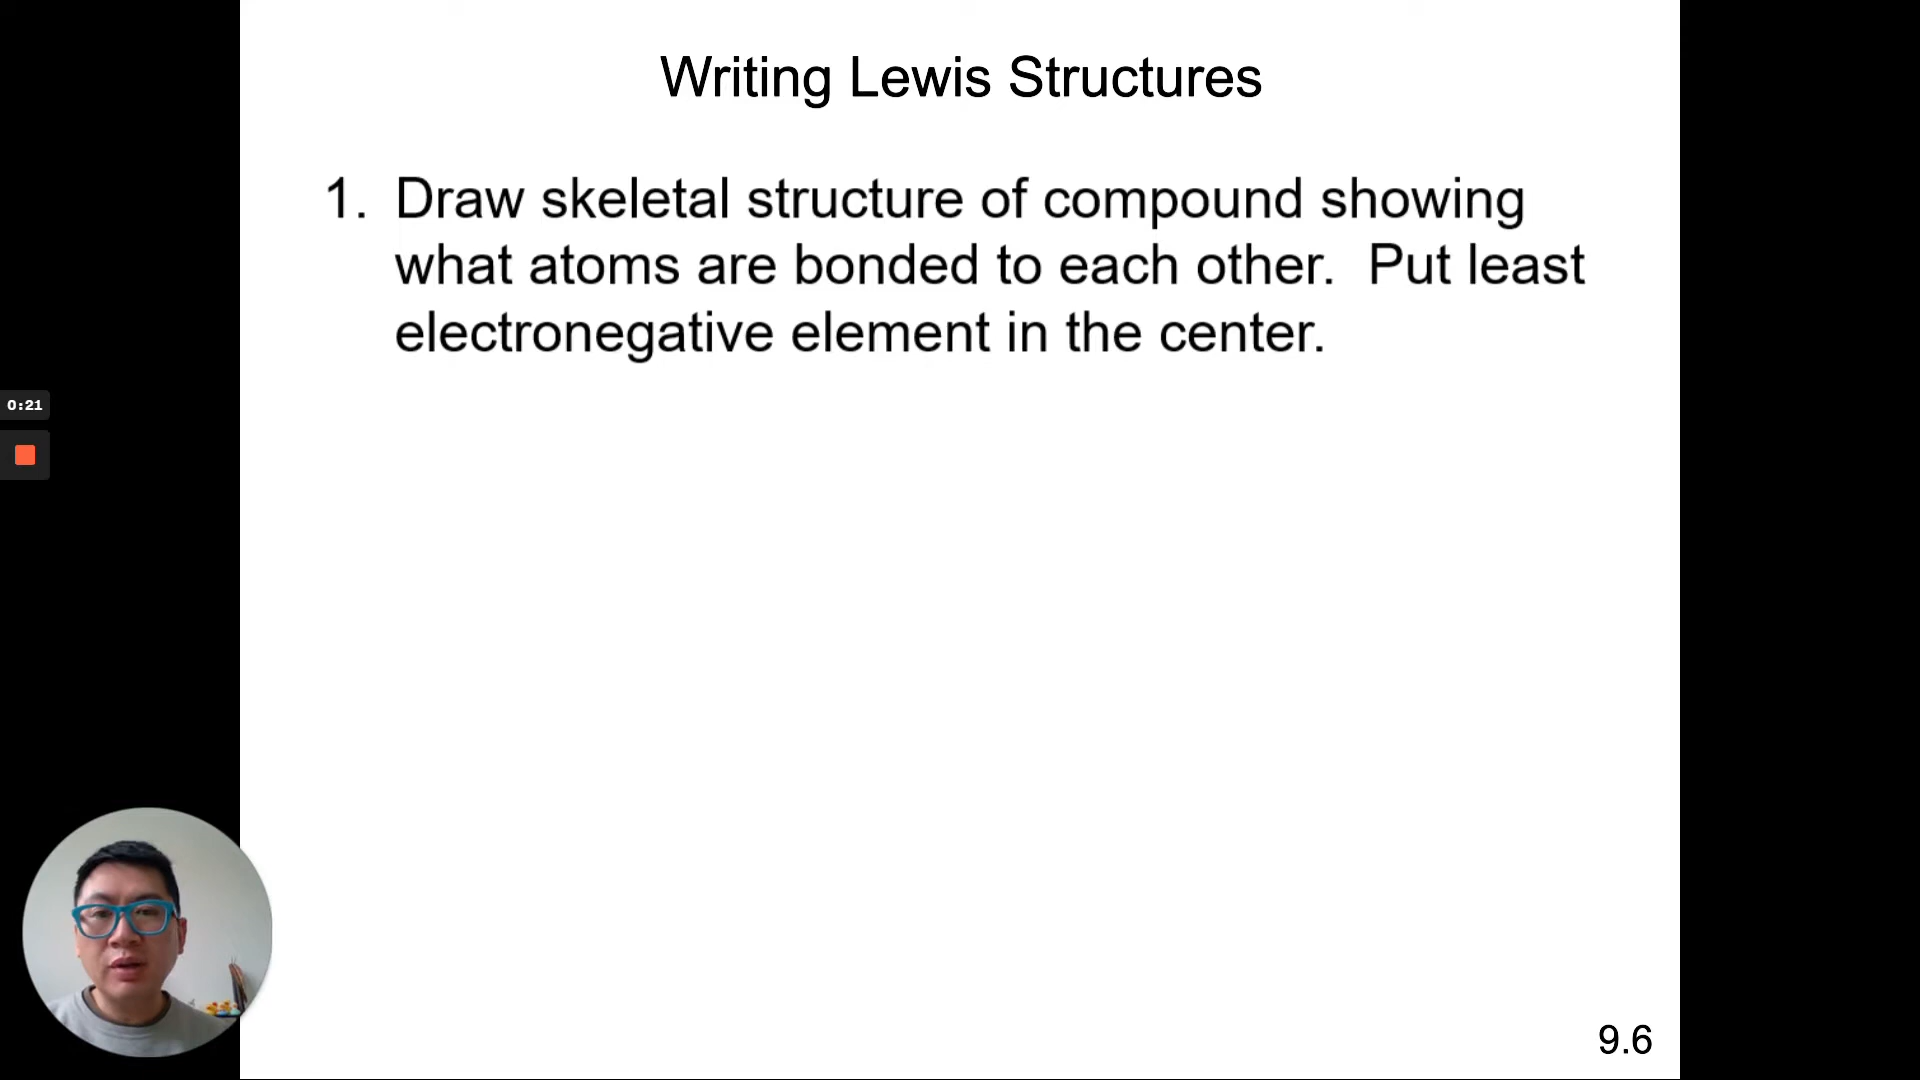 Writing Lewis Structures
1. Draw skeletal structure of compound showing
what atoms are bonded to each other.  Put least
electronegative element in the center.
0:21
9.6